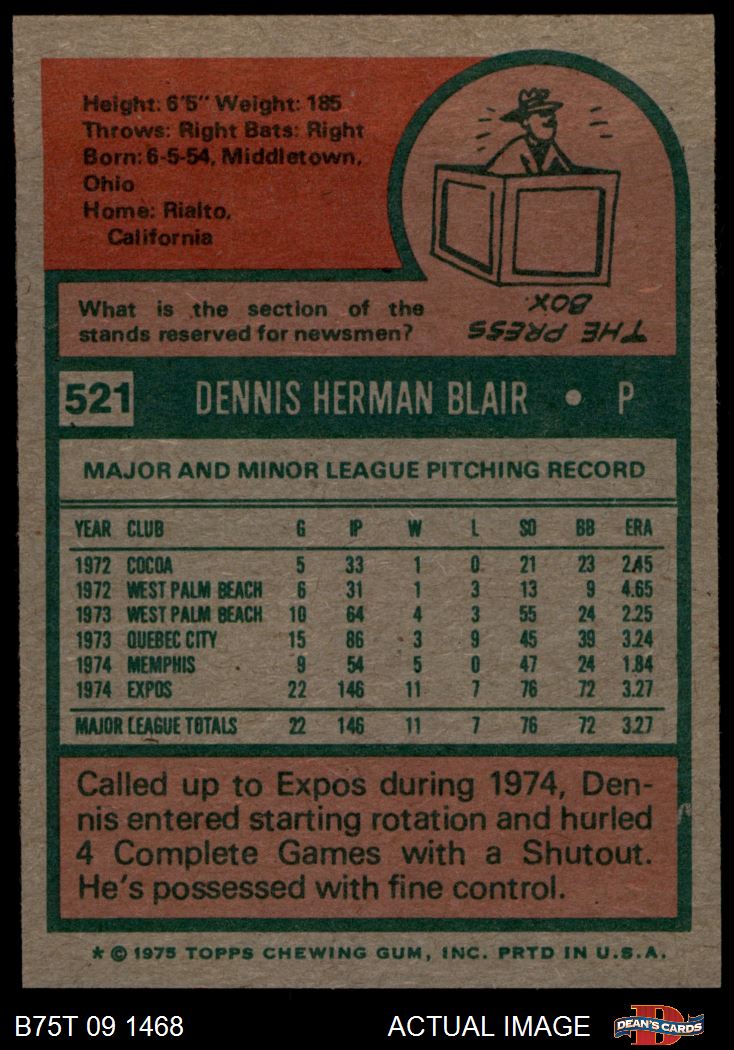 Height: 6'5" Weight: 185
Throws: Right Bats: Right
Born: 6-5-54, Middletown,
Ohio
Home: Rialto,
California
What is the section of the
stands reserved for newsmen?
THE PRESS
BOX
521 DENNIS HERMAN BLAIR • P
MAJOR AND MINOR LEAGUE PITCHING RECORD
YEAR CLUB G IP W L SO BB ERA
1972 COCOA 5 33 1 0 21 23 2.45
1972 WEST PALM BEACH 6 31 1 3 13 9 4.65
1973 WEST PALM BEACH 10 64 4 3 55 24 2.25
1973 QUEBEC CITY 15 86 3 9 45 39 3.24
1974 MEMPHIS 9 54 5 0 47 24 1.84
1974 EXPOS 22 146 11 7 76 72 3.27
MAJOR LEAGUE TOTALS 22 146 11 7 76 72 3.27
Called up to Expos during 1974, Den-
nis entered starting rotation and hurled
4 Complete Games with a Shutout.
He's possessed with fine control.
* © 1975 TOPPS CHEWING GUM, INC. PRTD IN U.S.A.
B75T 09 1468 ACTUAL IMAGE DEAN'S CARDS